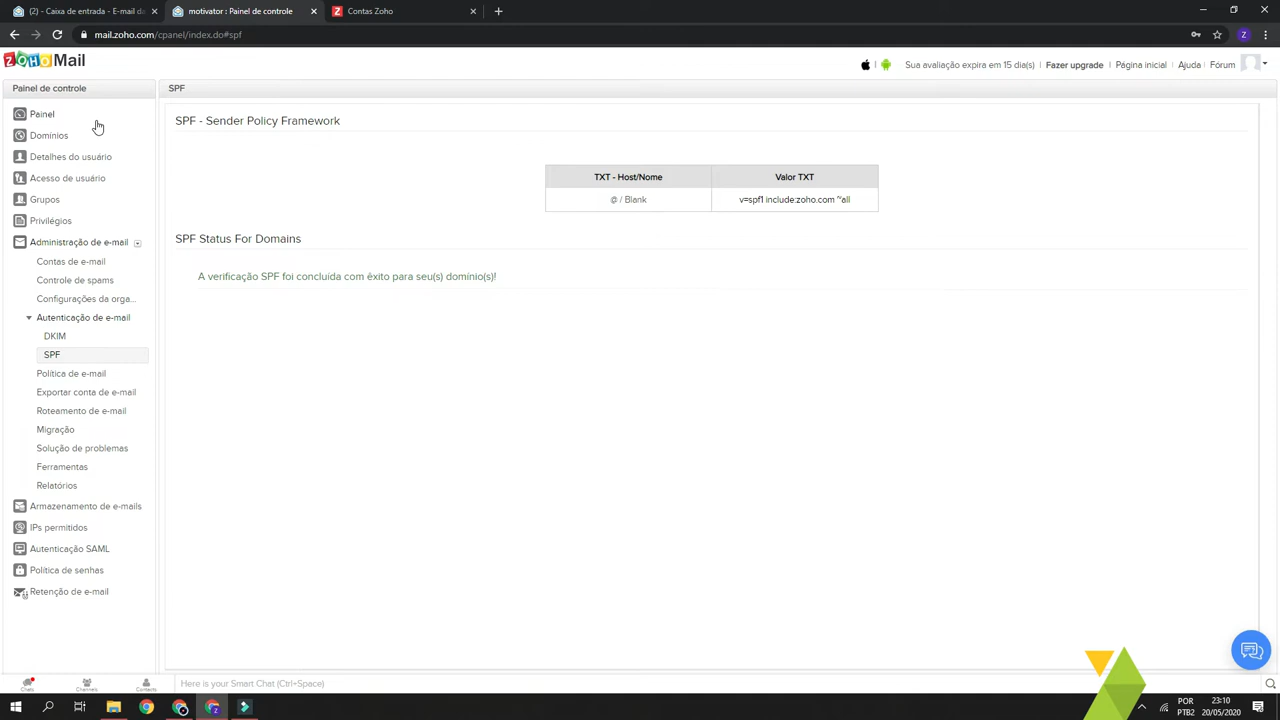 (2) - Caixa de entrada - E-mail da
motivator : Painel de controle
Contas Zoho
mail.zoho.com/cpanel/index.do#spf
ZOHO Mail
Sua avaliação expira em 15 dia(s)
Fazer upgrade
Página inicial
Ajuda
Fórum
Painel de controle
SPF
Painel
Domínios
Detalhes do usuário
Acesso de usuário
Grupos
Privilégios
Administração de e-mail
Contas de e-mail
Controle de spams
Configurações da orga...
Autenticação de e-mail
DKIM
SPF
Política de e-mail
Exportar conta de e-mail
Roteamento de e-mail
Migração
Solução de problemas
Ferramentas
Relatórios
Armazenamento de e-mails
IPs permitidos
Autenticação SAML
Política de senhas
Retenção de e-mail
SPF - Sender Policy Framework
TXT - Host/Nome
Valor TXT
@ / Blank
v=spf1 include:zoho.com ~all
SPF Status For Domains
A verificação SPF foi concluída com êxito para seu(s) domínio(s)!
Chats
Channels
Contacts
Here is your Smart Chat (Ctrl+Space)
POR
PTB2
23:10
20/05/2020